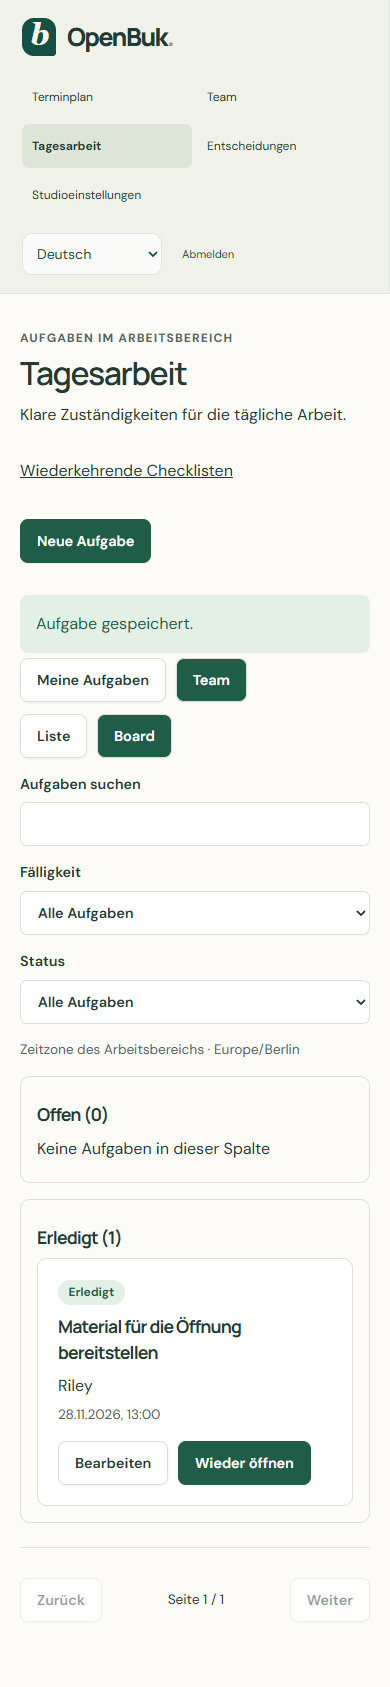 b OpenBuk.
Terminplan
Team
Tagesarbeit
Entscheidungen
Studioeinstellungen
Deutsch
Abmelden
AUFGABEN IM ARBEITSBEREICH
Tagesarbeit
Klare Zuständigkeiten für die tägliche Arbeit.
Wiederkehrende Checklisten
Neue Aufgabe
Aufgabe gespeichert.
Meine Aufgaben
Team
Liste
Board
Aufgaben suchen
Fälligkeit
Alle Aufgaben
Status
Alle Aufgaben
Zeitzone des Arbeitsbereichs · Europe/Berlin
Offen (0)
Keine Aufgaben in dieser Spalte
Erledigt (1)
Erledigt
Material für die Öffnung
bereitstellen
Riley
28.11.2026, 13:00
Bearbeiten
Wieder öffnen
Zurück
Seite 1 / 1
Weiter